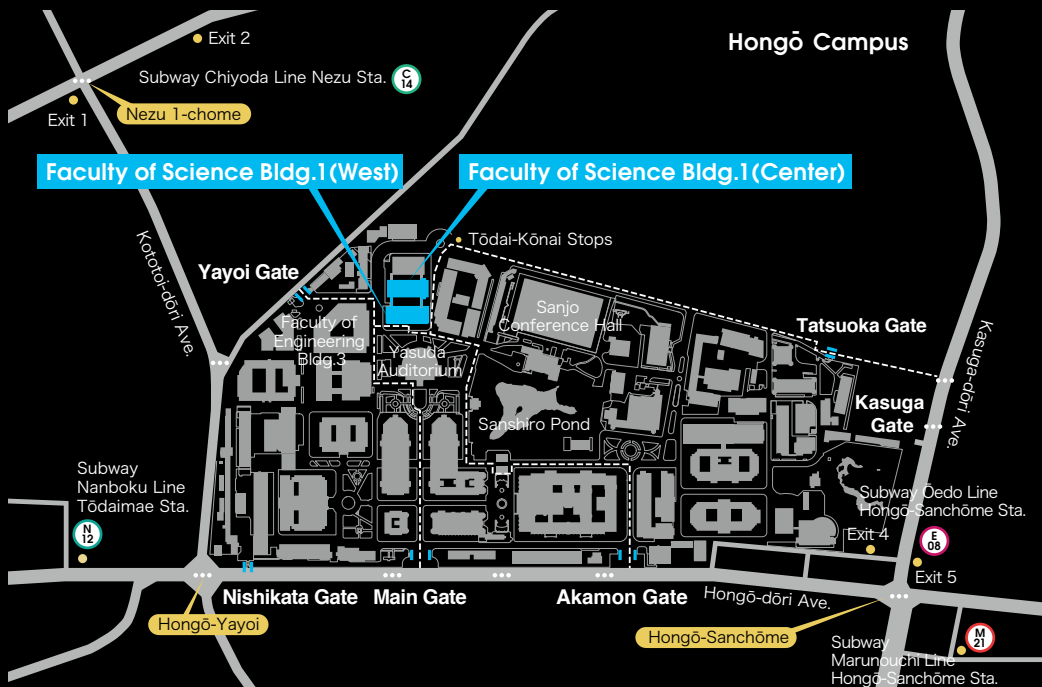 Hongō Campus
Exit 2
Subway Chiyoda Line Nezu Sta.
C
14
Exit 1
Nezu 1-chome
Faculty of Science Bldg.1(West)
Faculty of Science Bldg.1(Center)
Kototoi-dōri Ave.
Tōdai-Kōnai Stops
Yayoi Gate
Faculty of
Engineering
Bldg.3
Yasuda
Auditorium
Sanjo
Conference Hall
Tatsuoka Gate
Kasuga-dōri Ave.
Kasuga
Gate
Sanshiro Pond
Subway
Nanboku Line
Tōdaimae Sta.
N
12
Subway Ōedo Line
Hongō-Sanchōme Sta.
Exit 4
E
08
Exit 5
Nishikata Gate
Main Gate
Akamon Gate
Hongō-dōri Ave.
Hongō-Yayoi
Hongō-Sanchōme
Subway
Marunouchi Line
Hongō-Sanchōme Sta.
M
21